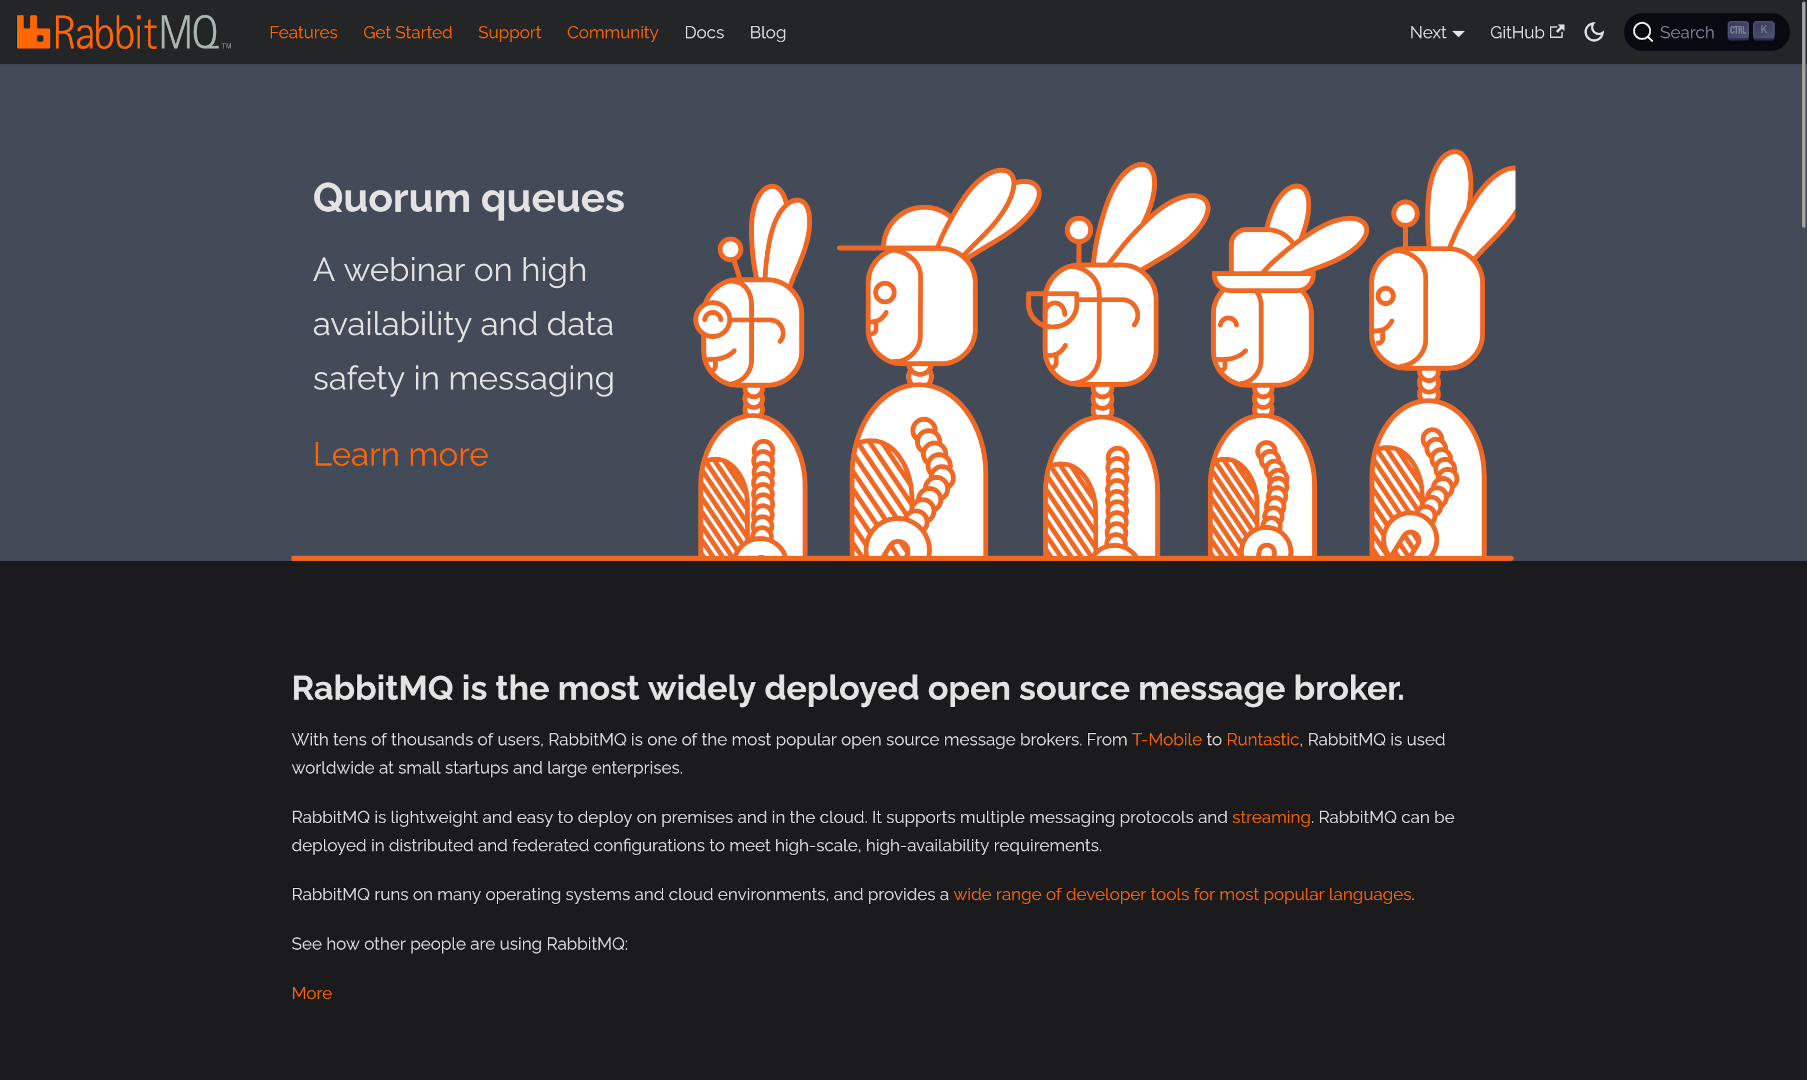 RabbitMQ™ Features Get Started Support Community Docs Blog Next GitHub Search CTRL K
Quorum queues
A webinar on high
availability and data
safety in messaging
Learn more
RabbitMQ is the most widely deployed open source message broker.
With tens of thousands of users, RabbitMQ is one of the most popular open source message brokers. From T-Mobile to Runtastic, RabbitMQ is used
worldwide at small startups and large enterprises.
RabbitMQ is lightweight and easy to deploy on premises and in the cloud. It supports multiple messaging protocols and streaming. RabbitMQ can be
deployed in distributed and federated configurations to meet high-scale, high-availability requirements.
RabbitMQ runs on many operating systems and cloud environments, and provides a wide range of developer tools for most popular languages.
See how other people are using RabbitMQ:
More